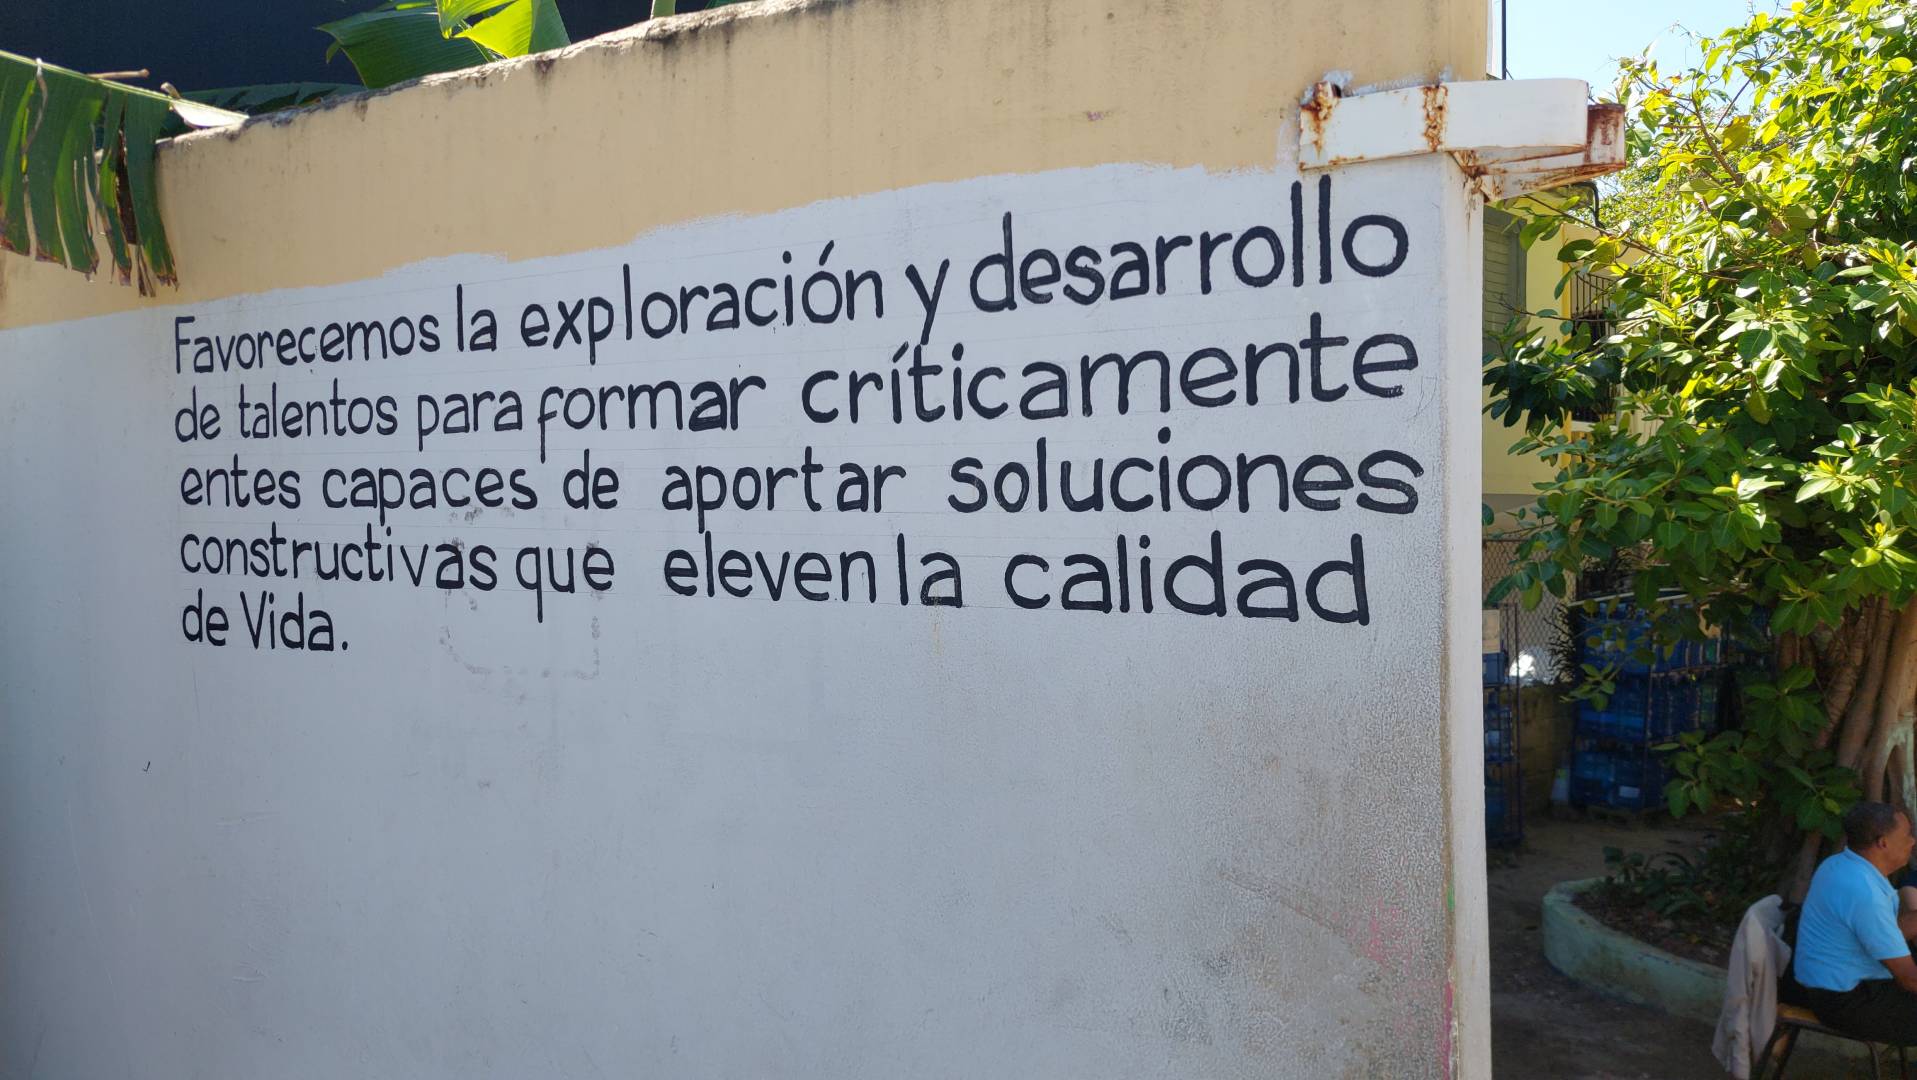 Favorecemos la exploración y desarrollo
de talentos para formar críticamente
entes capaces de aportar soluciones
constructivas que eleven la calidad
de Vida.